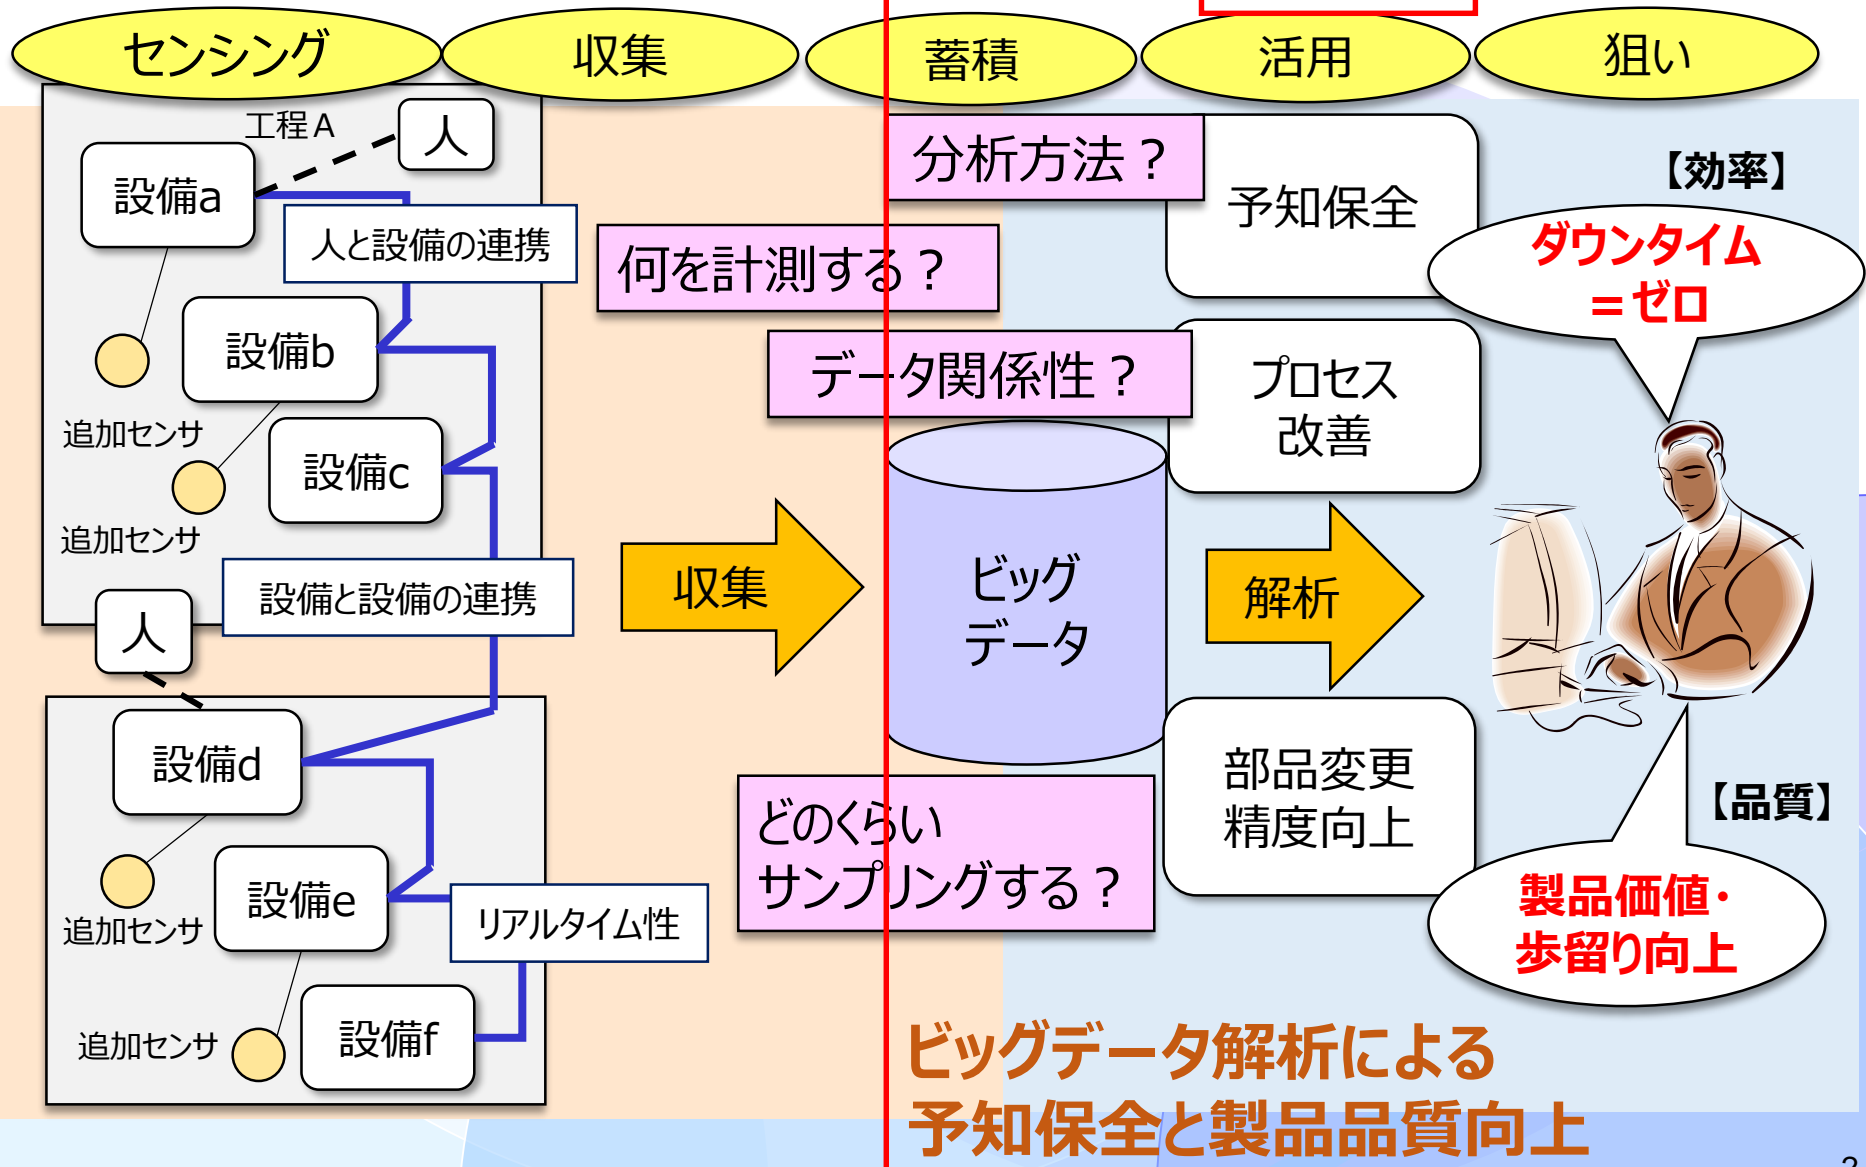 センシング
収集
蓄積
活用
狙い
工程A
人
設備a
人と設備の連携
設備b
追加センサ
設備c
追加センサ
設備と設備の連携
人
設備d
設備e
追加センサ
リアルタイム性
設備f
追加センサ
収集
分析方法？
何を計測する？
データ関係性？
ビッグ
データ
どのくらい
サンプリングする？
予知保全
プロセス
改善
解析
部品変更
精度向上
【効率】
ダウンタイム
＝ゼロ
【品質】
製品価値・
歩留り向上
ビッグデータ解析による
予知保全と製品品質向上